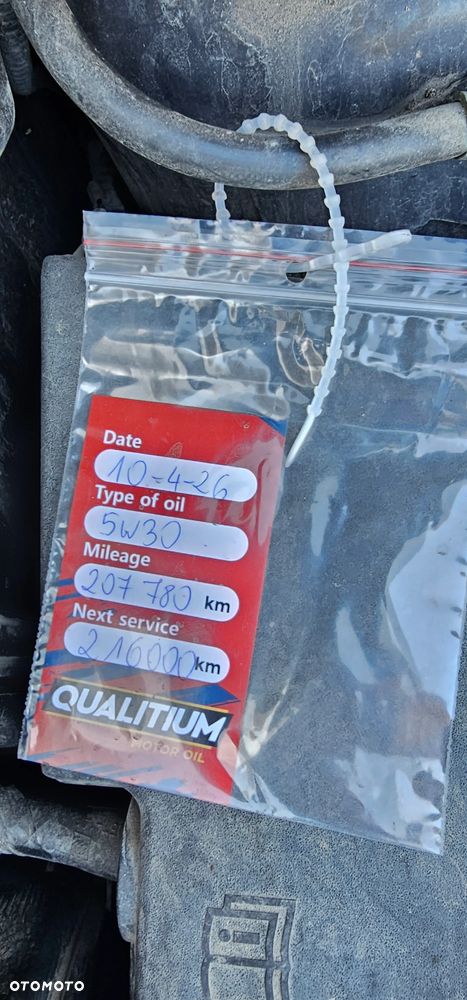 Date
10-4-26
Type of oil
5W30
Mileage
207 780 km
Next service
216000 km
QUALITIUM
MOTOR OIL
i
OTOMOTO